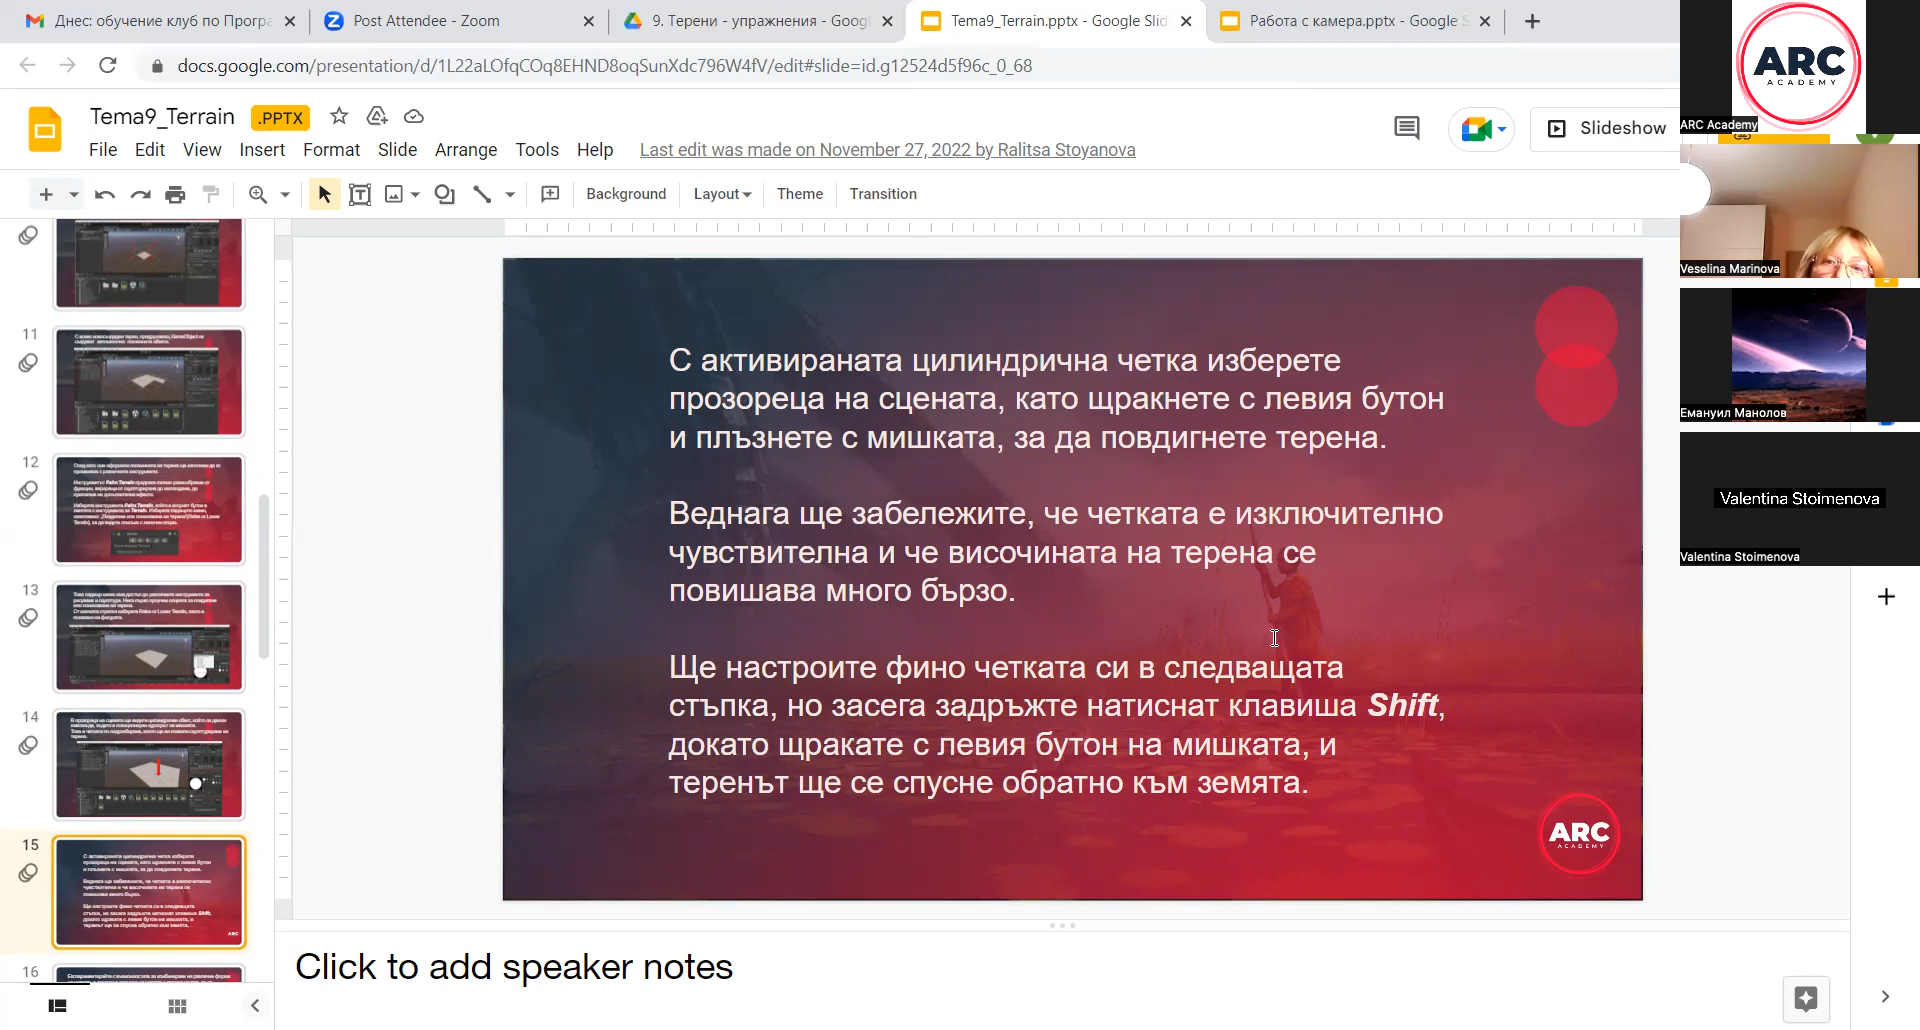 Днес: обучение клуб по Програ
Post Attendee - Zoom
9. Терени - упражнения - Googl
Tema9_Terrain.pptx - Google Slid
Работа с камера.pptx - Google S
docs.google.com/presentation/d/1L22aLOfqCOq8EHND8oqSunXdc796W4fV/edit#slide=id.g12524d5f96c_0_68
Tema9_Terrain
.PPTX
File Edit View Insert Format Slide Arrange Tools Help
Last edit was made on November 27, 2022 by Ralitsa Stoyanova
Slideshow
Background
Layout
Theme
Transition
11
12
13
14
15
16
С активираната цилиндрична четка изберете
прозореца на сцената, като щракнете с левия бутон
и плъзнете с мишката, за да повдигнете терена.
Веднага ще забележите, че четката е изключително
чувствителна и че височината на терена се
повишава много бързо.
Ще настроите фино четката си в следващата
стъпка, но засега задръжте натиснат клавиша Shift,
докато щракате с левия бутон на мишката, и
теренът ще се спусне обратно към земята.
ARC
ACADEMY
Click to add speaker notes
ARC
ACADEMY
ARC Academy
Veselina Marinova
Емануил Манолов
Valentina Stoimenova
Valentina Stoimenova